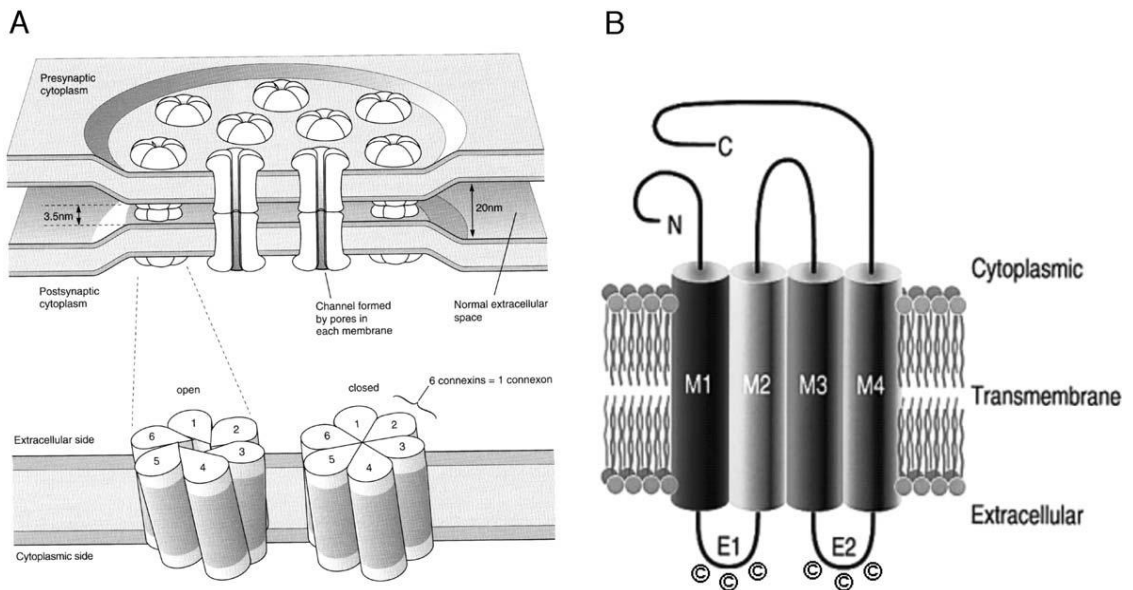 A
Presynaptic
cytoplasm
3.5nm
20nm
Postsynaptic
cytoplasm
Channel formed
by pores in
each membrane
Normal extracellular
space
open
closed
6 connexins = 1 connexon
Extracellular side
1
2
3
4
5
6
1
2
3
4
5
6
Cytoplasmic side
B
C
N
Cytoplasmic
M1
M2
M3
M4
Transmembrane
Extracellular
E1
E2
©
©
©
©
©
©